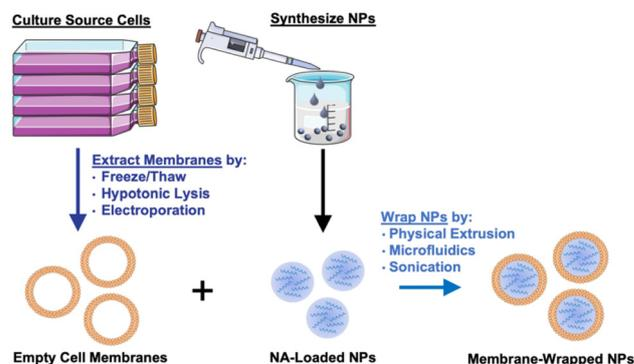 Culture Source Cells
Synthesize NPs
Extract Membranes by:
· Freeze/Thaw
· Hypotonic Lysis
· Electroporation
Wrap NPs by:
· Physical Extrusion
· Microfluidics
· Sonication
+
Empty Cell Membranes
NA-Loaded NPs
Membrane-Wrapped NPs